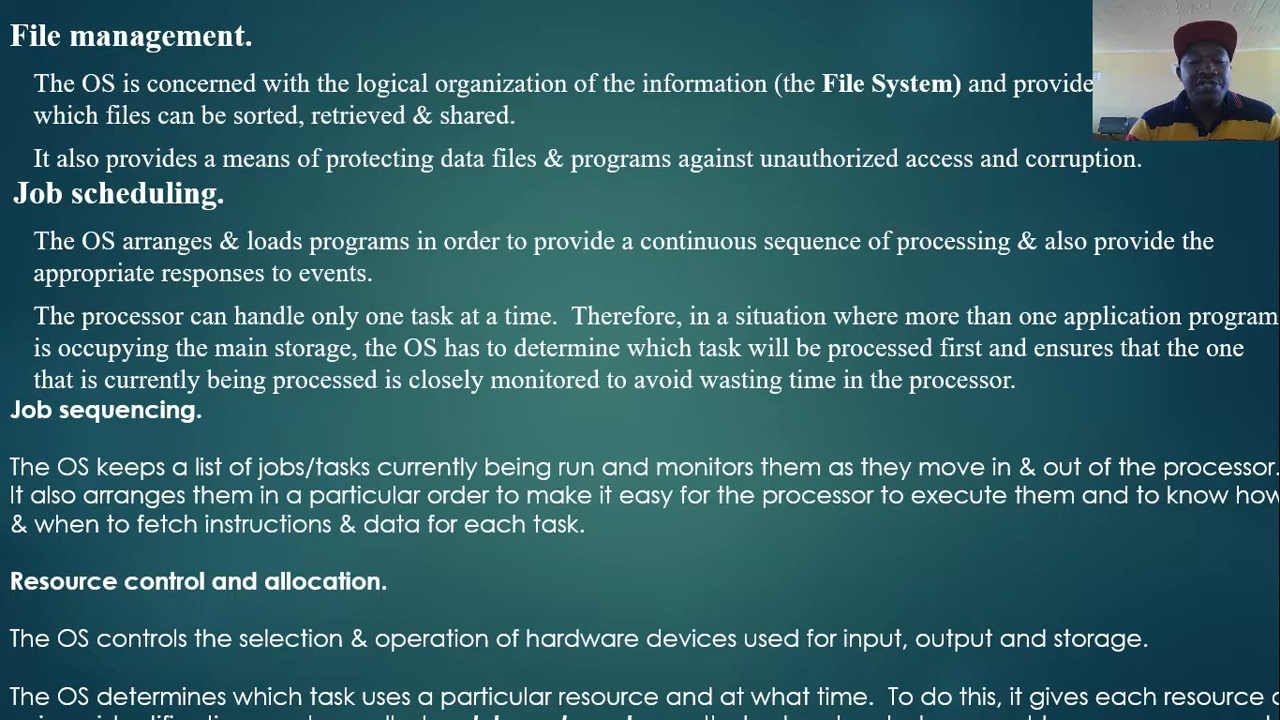 File management.
The OS is concerned with the logical organization of the information (the File System) and provide
which files can be sorted, retrieved & shared.
It also provides a means of protecting data files & programs against unauthorized access and corruption.
Job scheduling.
The OS arranges & loads programs in order to provide a continuous sequence of processing & also provide the
appropriate responses to events.
The processor can handle only one task at a time. Therefore, in a situation where more than one application program
is occupying the main storage, the OS has to determine which task will be processed first and ensures that the one
that is currently being processed is closely monitored to avoid wasting time in the processor.
Job sequencing.
The OS keeps a list of jobs/tasks currently being run and monitors them as they move in & out of the processor.
It also arranges them in a particular order to make it easy for the processor to execute them and to know how
& when to fetch instructions & data for each task.
Resource control and allocation.
The OS controls the selection & operation of hardware devices used for input, output and storage.
The OS determines which task uses a particular resource and at what time. To do this, it gives each resource